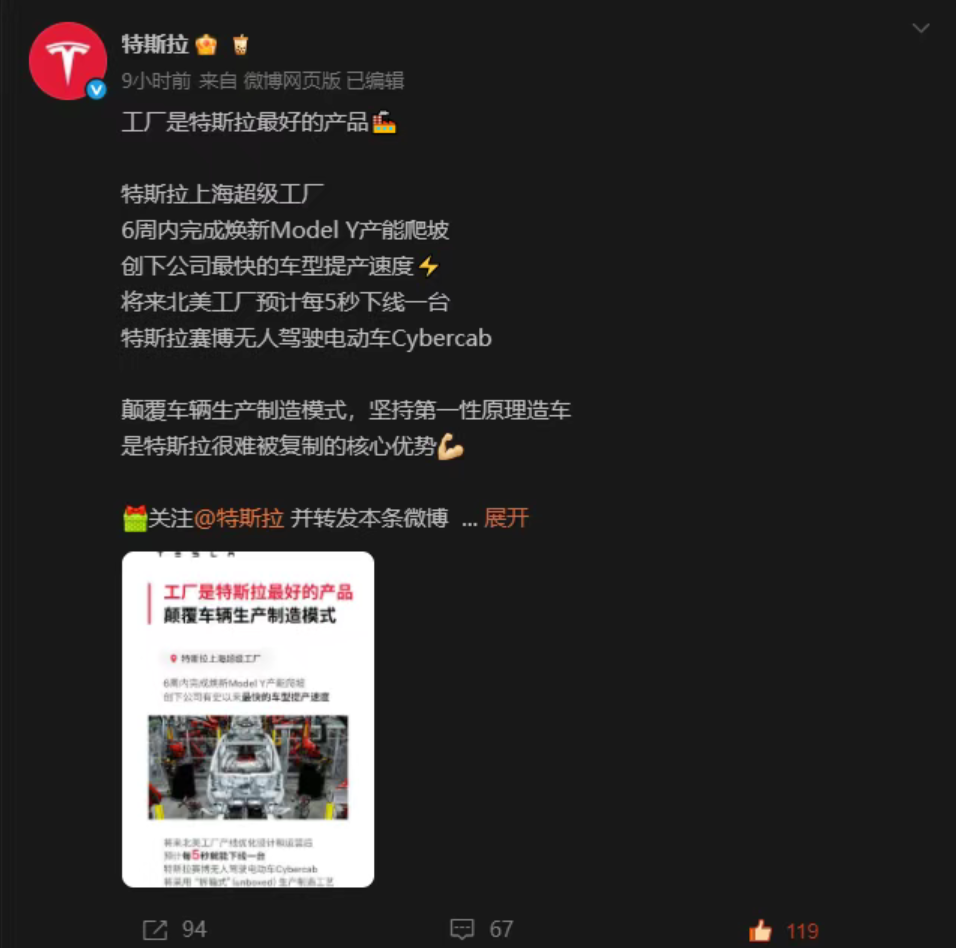 特斯拉
9小时前 来自 微博网页版 已编辑
工厂是特斯拉最好的产品
特斯拉上海超级工厂
6周内完成焕新Model Y产能爬坡
创下公司最快的车型提产速度
将来北美工厂预计每5秒下线一台
特斯拉赛博无人驾驶电动车Cybercab
颠覆车辆生产制造模式，坚持第一性原理造车
是特斯拉很难被复制的核心优势
关注@特斯拉 并转发本条微博 ... 展开
TESLA
工厂是特斯拉最好的产品
颠覆车辆生产制造模式
特斯拉上海超级工厂
6周内完成焕新Model Y产能爬坡
创下公司有史以来最快的车型提产速度
将来北美工厂产线优化设计和运营后
预计每5秒就能下线一台
特斯拉赛博无人驾驶电动车Cybercab
将采用“拆箱式”(unboxed) 生产制造工艺
94
67
119